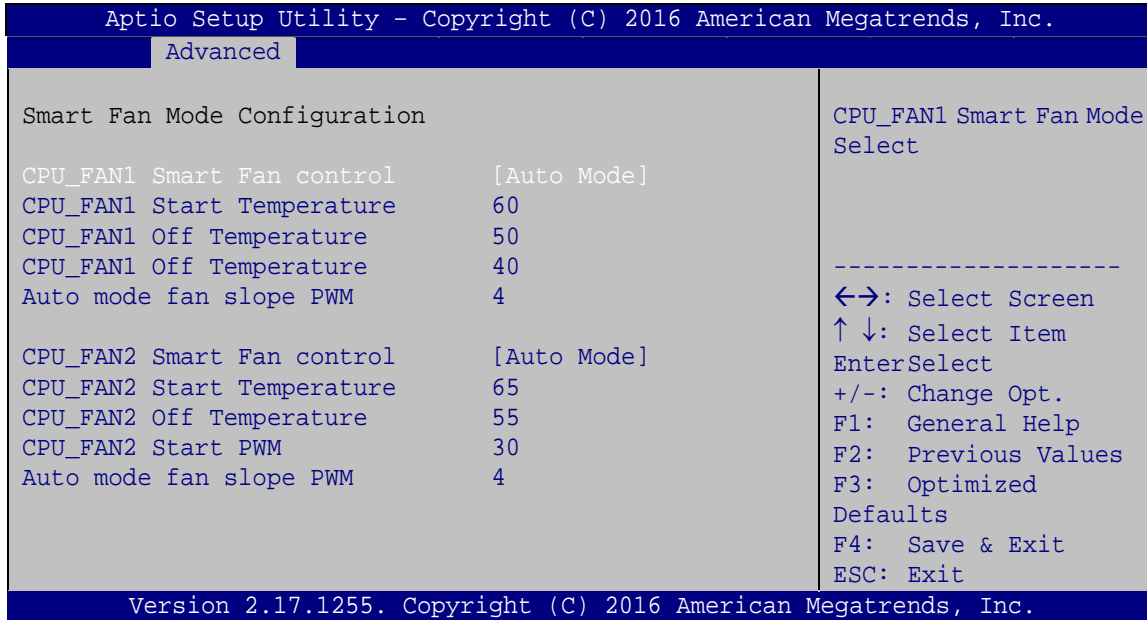 Aptio Setup Utility – Copyright (C) 2016 American Megatrends, Inc.
Advanced
Smart Fan Mode Configuration
CPU_FAN1 Smart Fan control [Auto Mode]
CPU_FAN1 Start Temperature 60
CPU_FAN1 Off Temperature 50
CPU_FAN1 Off Temperature 40
Auto mode fan slope PWM 4
CPU_FAN2 Smart Fan control [Auto Mode]
CPU_FAN2 Start Temperature 65
CPU_FAN2 Off Temperature 55
CPU_FAN2 Start PWM 30
Auto mode fan slope PWM 4
CPU_FAN1 Smart Fan Mode
Select
--------------------
←→: Select Screen
↑ ↓: Select Item
EnterSelect
+/-: Change Opt.
F1: General Help
F2: Previous Values
F3: Optimized
Defaults
F4: Save & Exit
ESC: Exit
Version 2.17.1255. Copyright (C) 2016 American Megatrends, Inc.